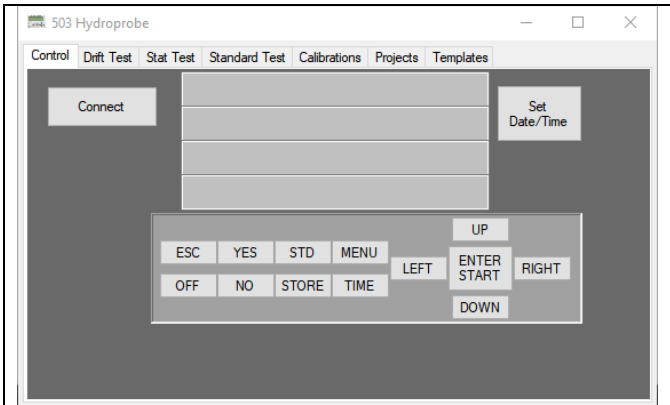 503 Hydroprobe
Control Drift Test Stat Test Standard Test Calibrations Projects Templates
Connect
Set
Date/Time
UP
ESC YES STD MENU
LEFT
ENTER
START
RIGHT
OFF NO STORE TIME
DOWN